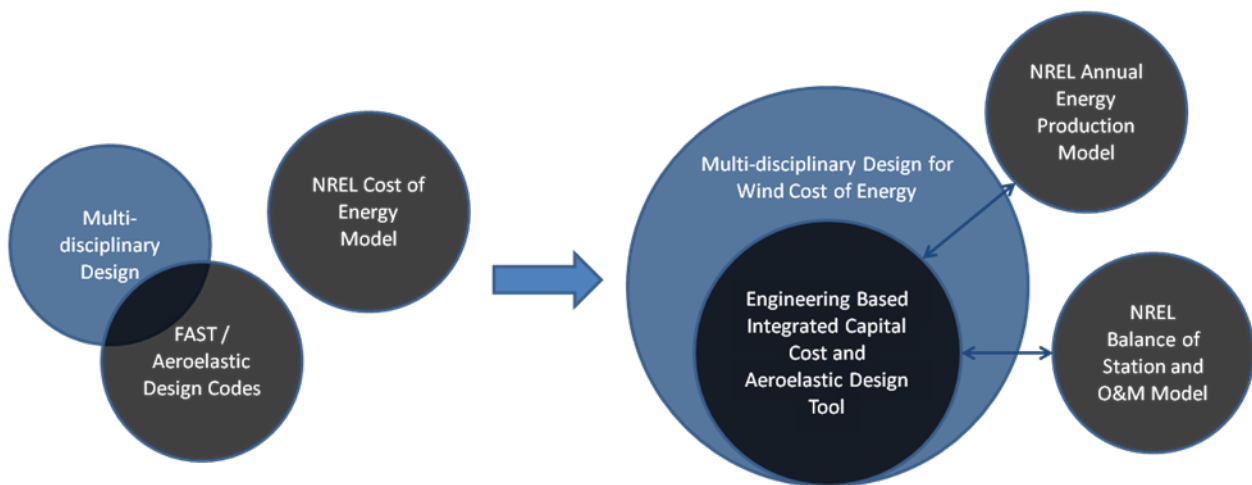 Multi-
disciplinary
Design
FAST /
Aeroelastic
Design Codes
NREL Cost of
Energy
Model
Multi-disciplinary Design for
Wind Cost of Energy
Engineering Based
Integrated Capital
Cost and
Aeroelastic Design
Tool
NREL Annual
Energy
Production
Model
NREL
Balance of
Station and
O&M Model